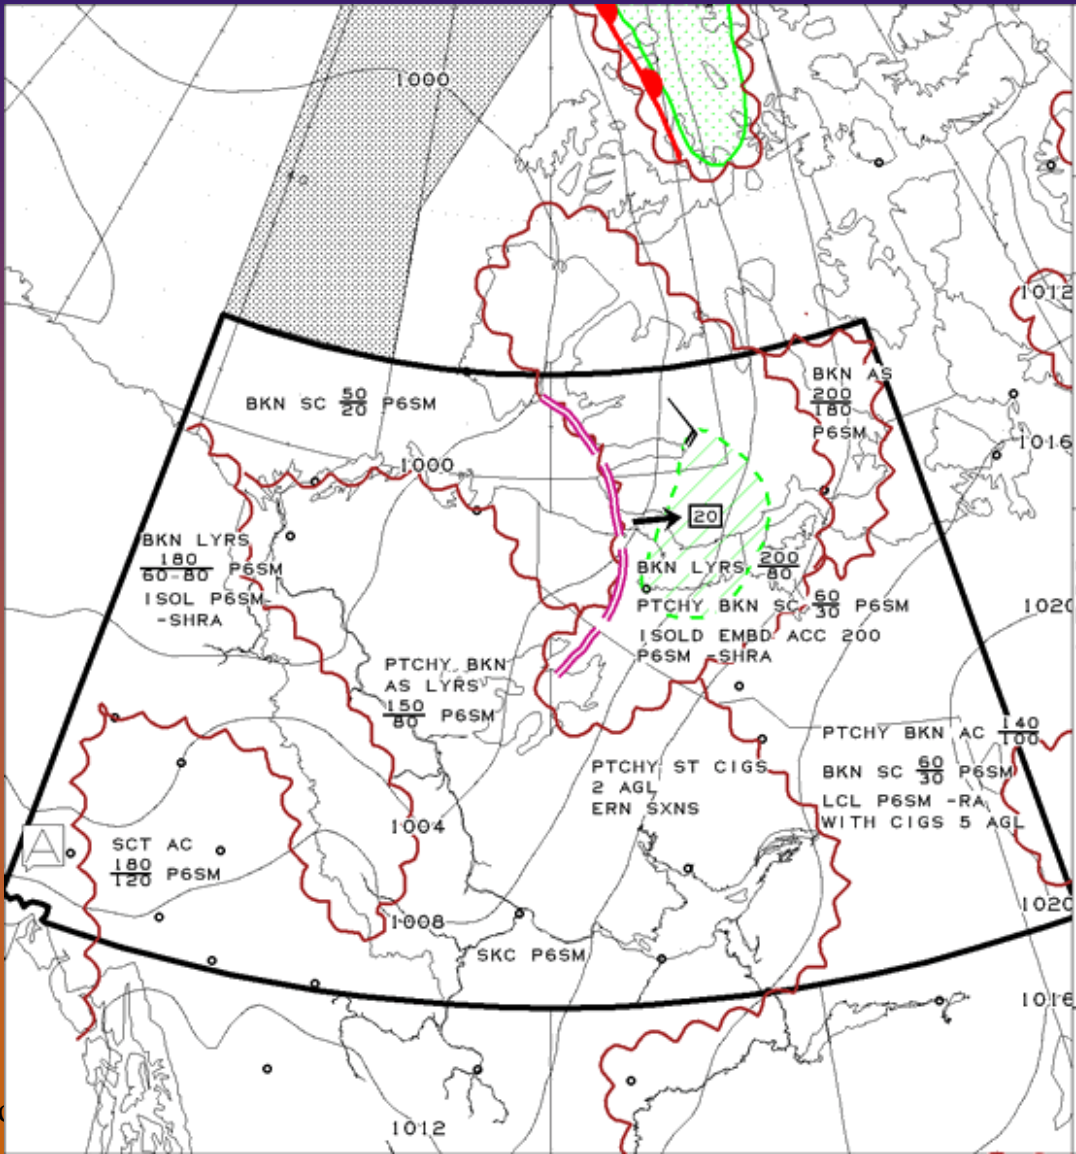 1000
1012
BKN AS
200
180
P6SM
BKN SC 50/20 P6SM
1016
1000
20
BKN LYRS
180
60-80 P6SM
ISOL P6SM-
-SHRA
BKN LYRS 200/80
PTCHY BKN SC 60/30 P6SM
ISOLD EMBD ACC 200
P6SM -SHRA
1020
PTCHY BKN
AS LYRS
150
80 P6SM
PTCHY BKN AC 140/100
BKN SC 60/30 P6SM
LCL P6SM -RA
WITH CIGS 5 AGL
PTCHY ST CIGS
2 AGL
ERN SXNS
1004
A
SCT AC
180
120 P6SM
1008
1020
SKC P6SM
1016
1012